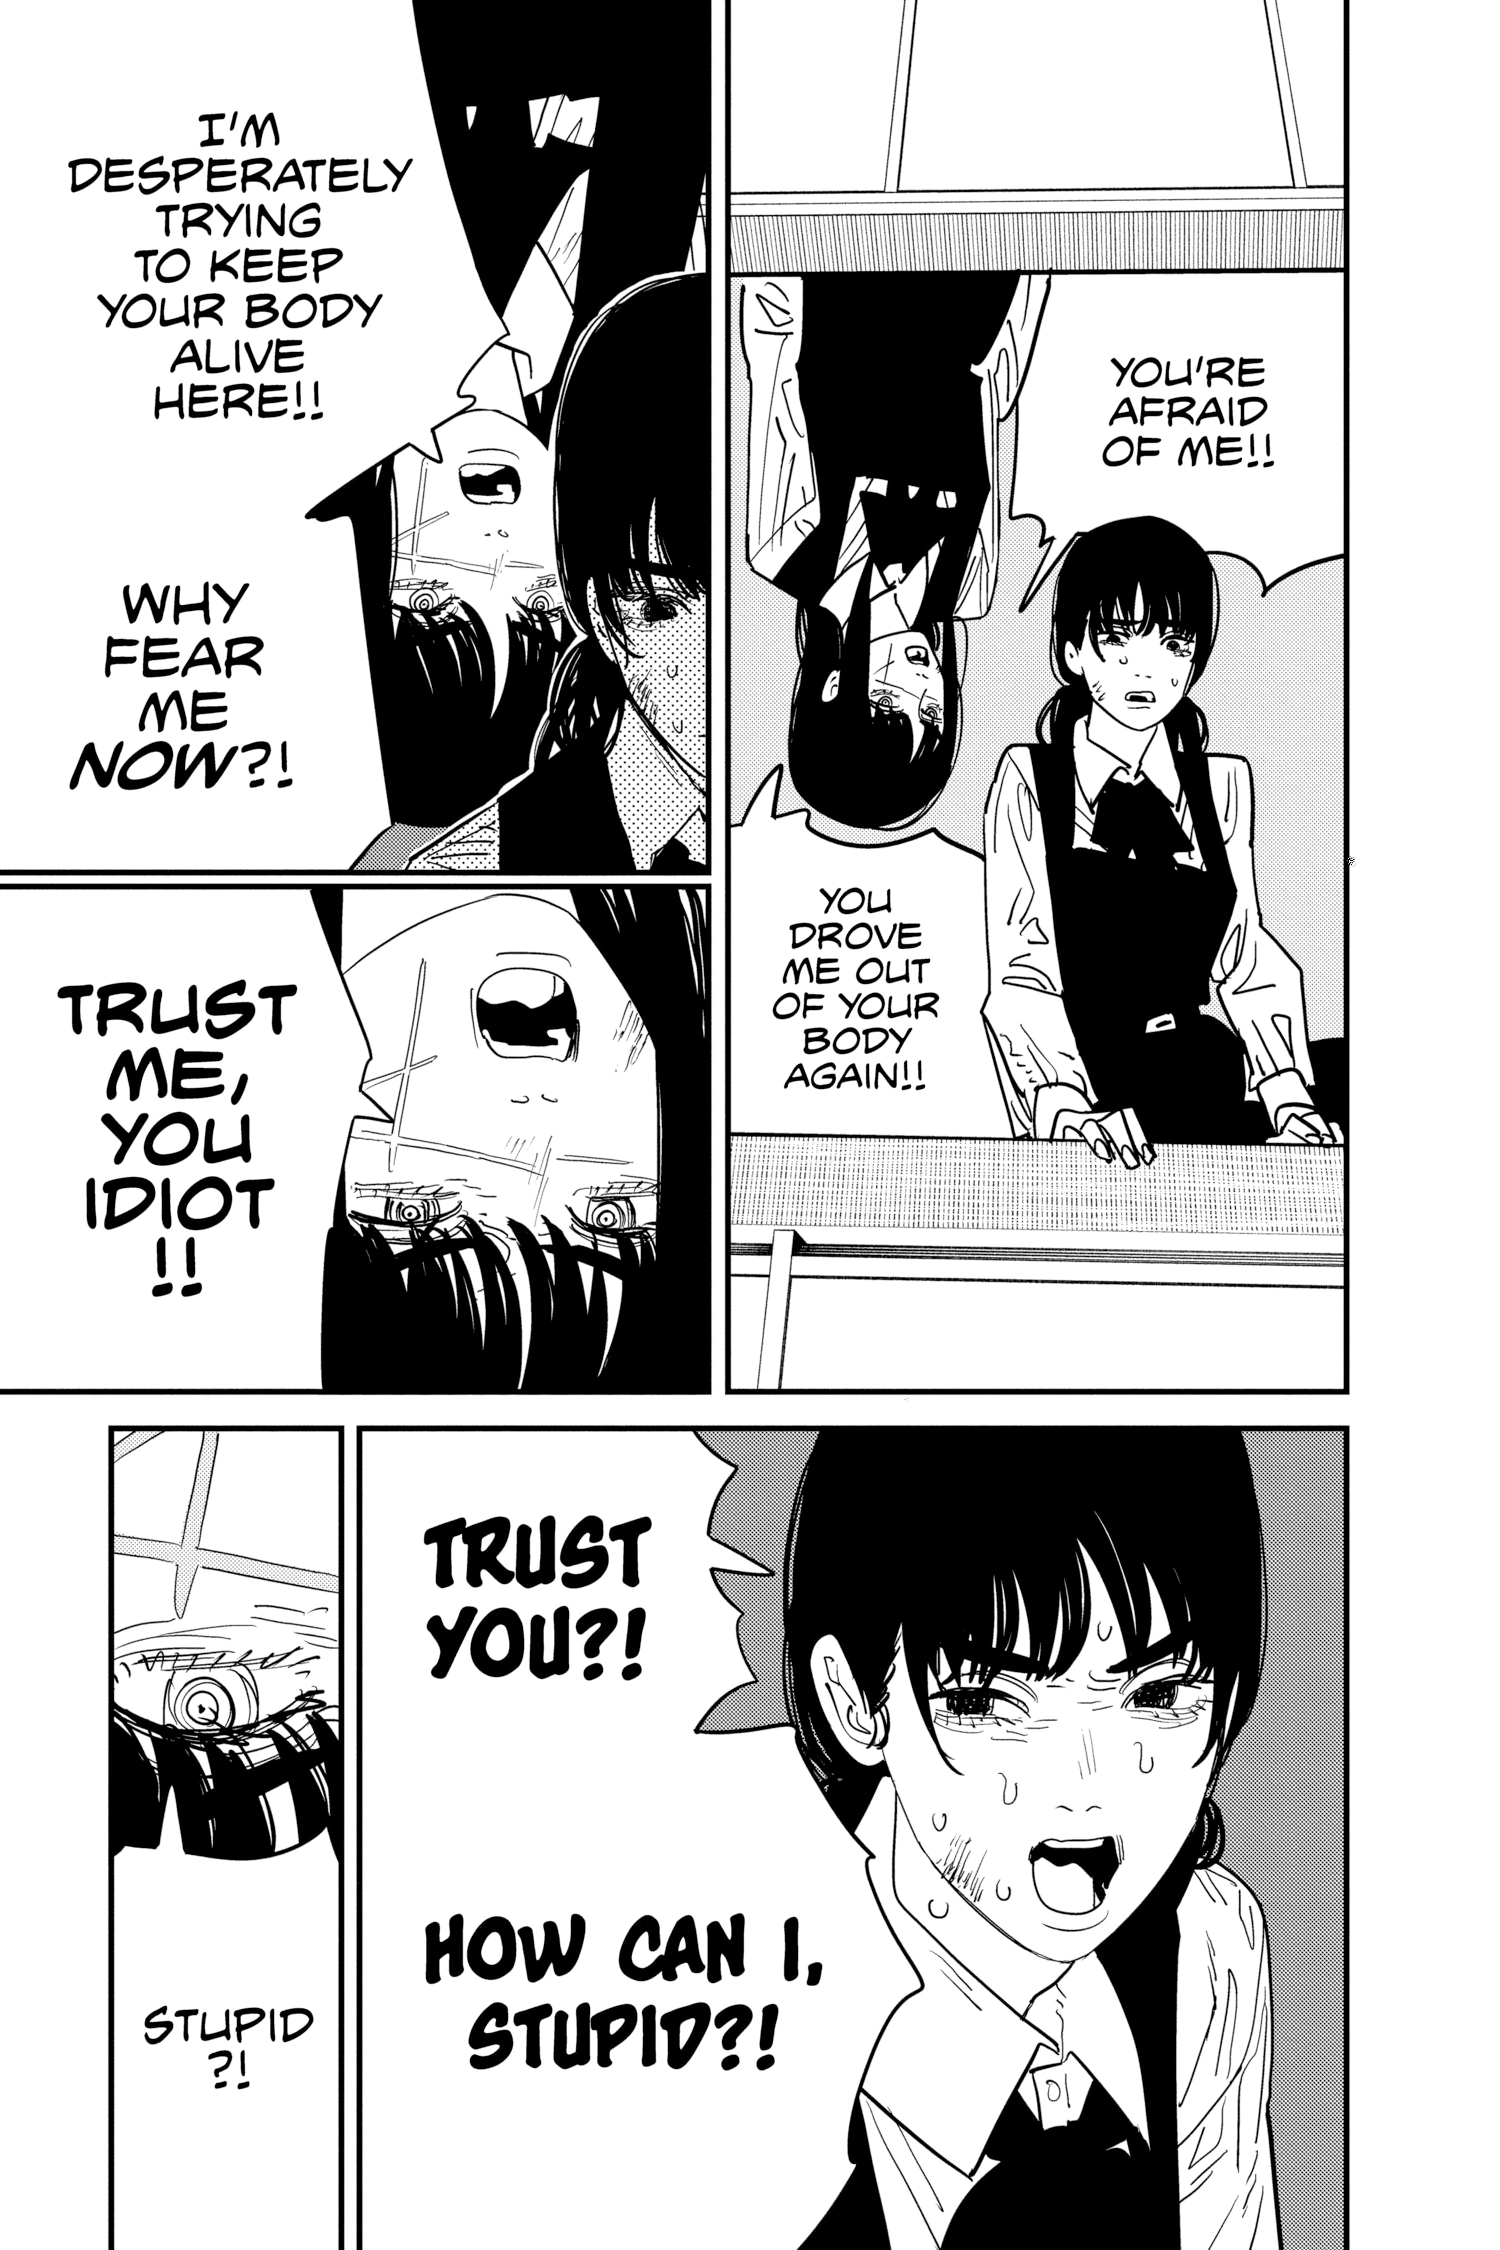 YOU'RE
AFRAID
OF ME!!
YOU
DROVE
ME OUT
OF YOUR
BODY
AGAIN!!
I'M
DESPERATELY
TRYING
TO KEEP
YOUR BODY
ALIVE
HERE!!
WHY
FEAR
ME
NOW?!
TRUST
ME,
YOU
IDIOT
!!
TRUST
YOU?!
HOW CAN I,
STUPID?!
STUPID
?!